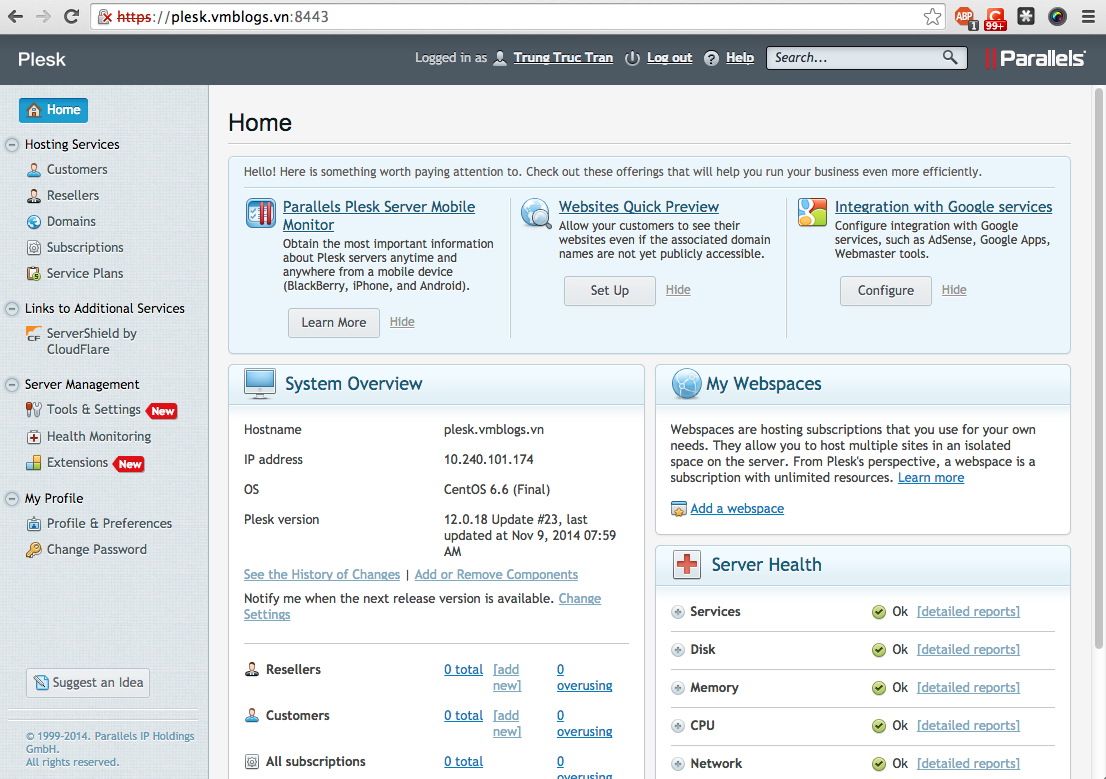 https://plesk.vmblogs.vn:8443
ABP
1
99+
Plesk
Logged in as Trung Truc Tran Log out Help Search... Parallels
Home
Hosting Services
Customers
Resellers
Domains
Subscriptions
Service Plans
Links to Additional Services
CF
ServerShield by
CloudFlare
Server Management
Tools & Settings New
Health Monitoring
Extensions New
My Profile
Profile & Preferences
Change Password
Suggest an Idea
© 1999-2014. Parallels IP Holdings
GmbH.
All rights reserved.
Home
Hello! Here is something worth paying attention to. Check out these offerings that will help you run your business even more efficiently.
Parallels Plesk Server Mobile
Monitor
Obtain the most important information
about Plesk servers anytime and
anywhere from a mobile device
(BlackBerry, iPhone, and Android).
Learn More Hide
Websites Quick Preview
Allow your customers to see their
websites even if the associated domain
names are not yet publicly accessible.
Set Up Hide
Integration with Google services
Configure integration with Google
services, such as AdSense, Google Apps,
Webmaster tools.
Configure Hide
System Overview
Hostname plesk.vmblogs.vn
IP address 10.240.101.174
OS CentOS 6.6 (Final)
Plesk version 12.0.18 Update #23, last
updated at Nov 9, 2014 07:59
AM
See the History of Changes | Add or Remove Components
Notify me when the next release version is available. Change
Settings
Resellers 0 total [add
new] 0
overusing
Customers 0 total [add
new] 0
overusing
All subscriptions 0 total 0
overusing
My Webspaces
Webspaces are hosting subscriptions that you use for your own
needs. They allow you to host multiple sites in an isolated
space on the server. From Plesk's perspective, a webspace is a
subscription with unlimited resources. Learn more
Add a webspace
Server Health
Services Ok [detailed reports]
Disk Ok [detailed reports]
Memory Ok [detailed reports]
CPU Ok [detailed reports]
Network Ok [detailed reports]